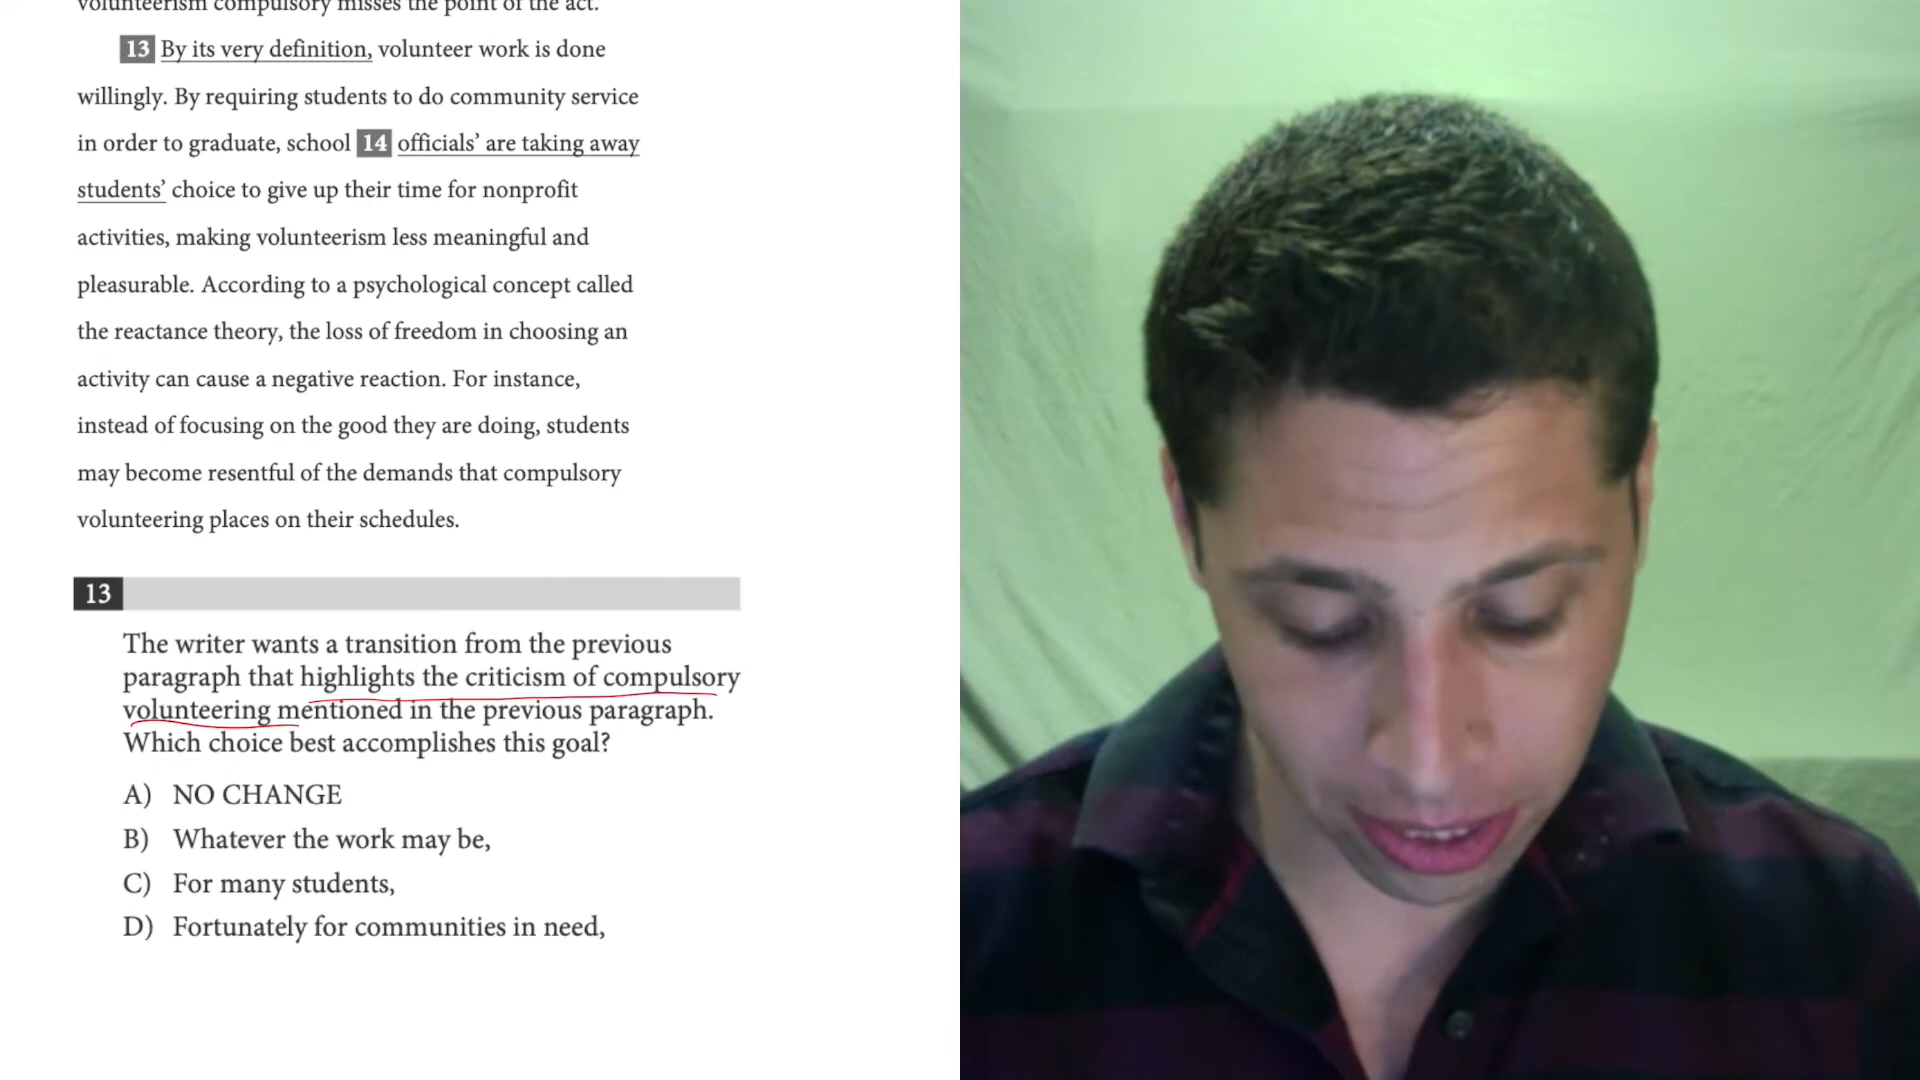 volunteerism compulsory misses the point of the act.
13 By its very definition, volunteer work is done
willingly. By requiring students to do community service
in order to graduate, school 14 officials’ are taking away
students’ choice to give up their time for nonprofit
activities, making volunteerism less meaningful and
pleasurable. According to a psychological concept called
the reactance theory, the loss of freedom in choosing an
activity can cause a negative reaction. For instance,
instead of focusing on the good they are doing, students
may become resentful of the demands that compulsory
volunteering places on their schedules.
13
The writer wants a transition from the previous
paragraph that highlights the criticism of compulsory
volunteering mentioned in the previous paragraph.
Which choice best accomplishes this goal?
A) NO CHANGE
B) Whatever the work may be,
C) For many students,
D) Fortunately for communities in need,